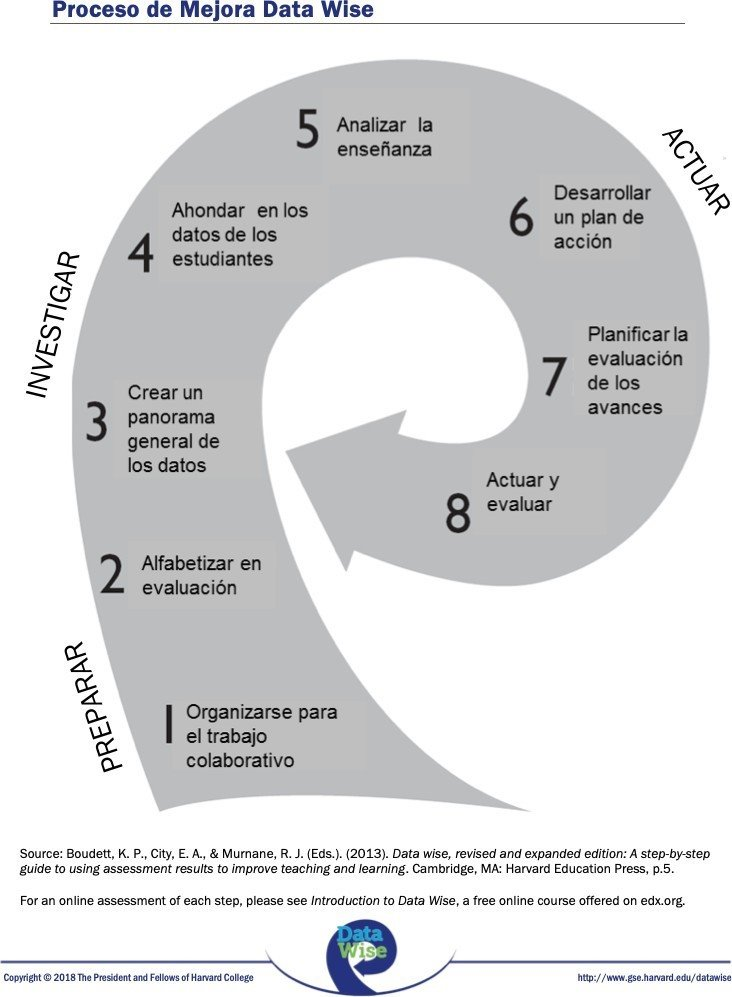 Proceso de Mejora Data Wise
5 Analizar la
enseñanza
ACTUAR
Desarrollar
6 un plan de
acción
Ahondar en los
4 datos de los
estudiantes
INVESTIGAR
Planificar la
7 evaluación
de los
avances
Crear un
3 panorama
general de
los datos
Actuar y
8 evaluar
2 Alfabetizar en
evaluación
PREPARAR
1 Organizarse para
el trabajo
colaborativo
Source: Boudett, K. P., City, E. A., & Murnane, R. J. (Eds.). (2013). Data wise, revised and expanded edition: A step-by-step
guide to using assessment results to improve teaching and learning. Cambridge, MA: Harvard Education Press, p.5.
For an online assessment of each step, please see Introduction to Data Wise, a free online course offered on edx.org.
Data
Wise
Copyright © 2018 The President and Fellows of Harvard College
http://www.gse.harvard.edu/datawise